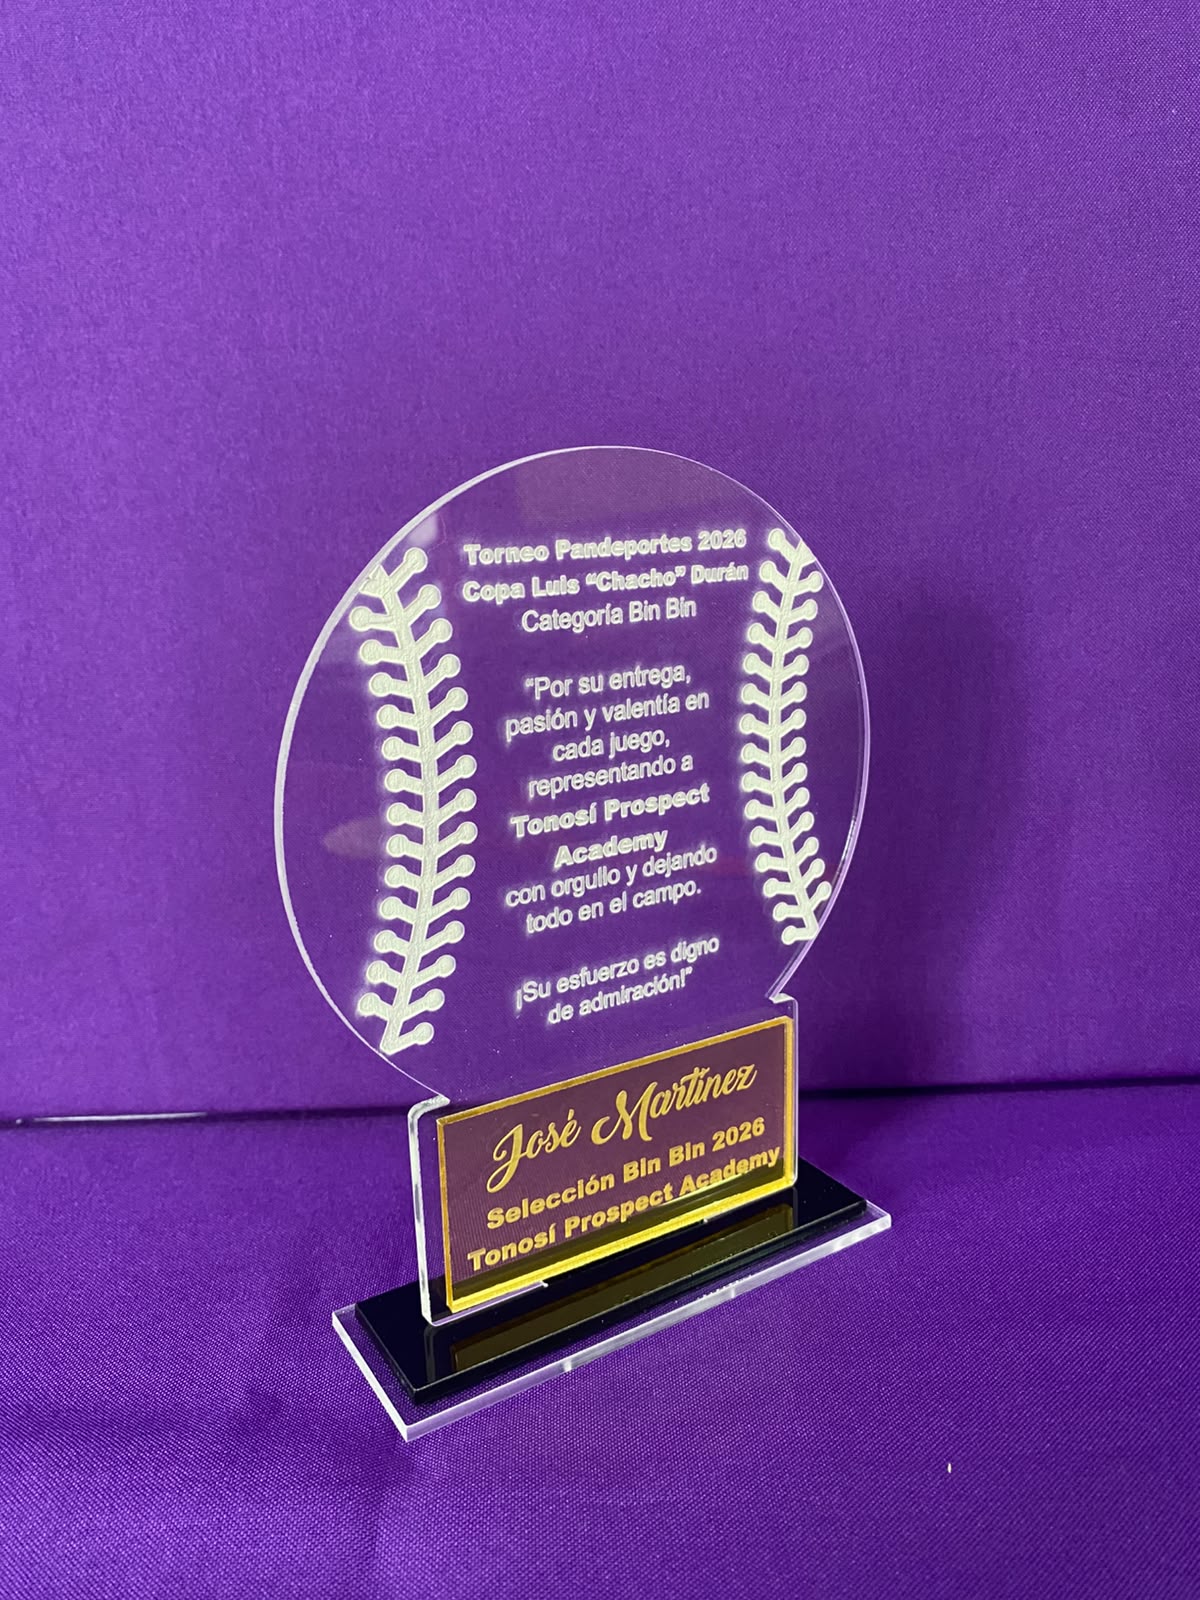 Torneo Pandeportes 2026
Copa Luis “Chacho” Durán
Categoría Bin Bin
“Por su entrega,
pasión y valentía en
cada juego,
representando a
Tonosí Prospect
Academy
con orgullo y dejando
todo en el campo.
¡Su esfuerzo es digno
de admiración!”
José Martínez
Selección Bin Bin 2026
Tonosí Prospect Academy